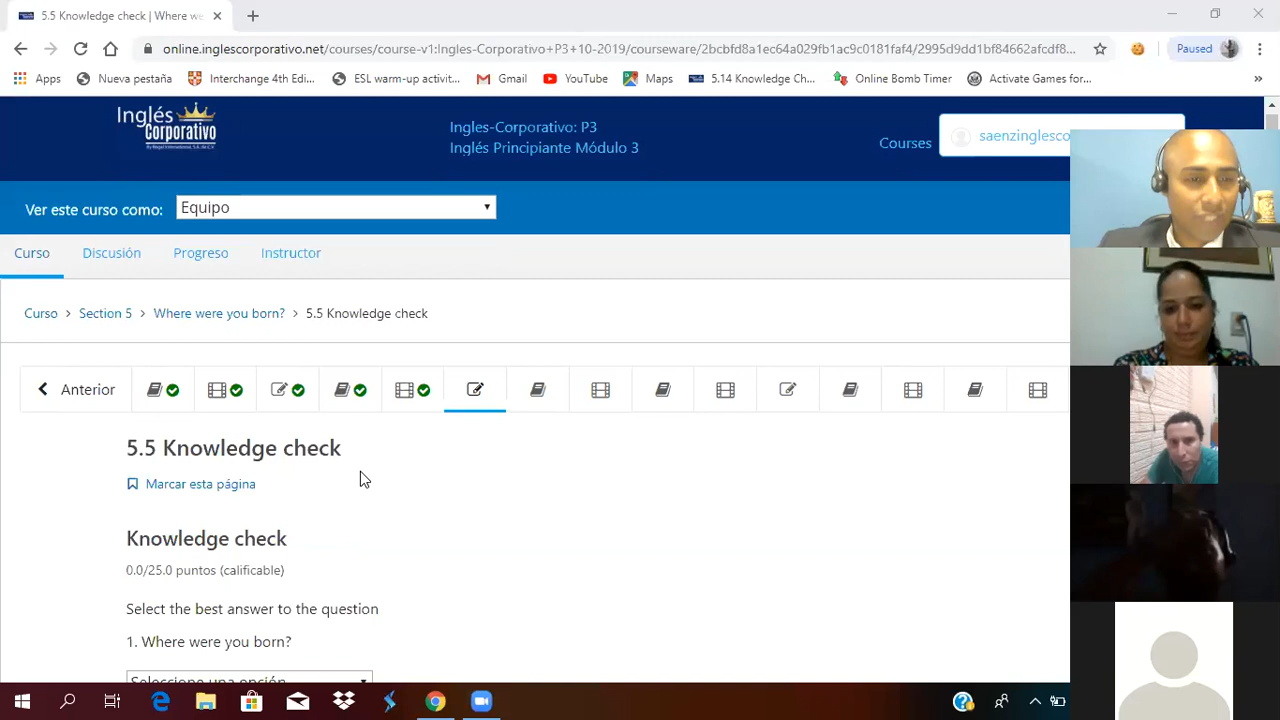 5.5 Knowledge check | Where we
online.inglescorporativo.net/courses/course-v1:Ingles-Corporativo+P3+10-2019/courseware/2bcbfd8a1ec64a029fb1ac9c0181faf4/2995d9dd1bf84662afcdf8...
Paused
Apps
Nueva pestaña
Interchange 4th Edi...
ESL warm-up activit...
Gmail
YouTube
Maps
5.14 Knowledge Ch...
Online Bomb Timer
Activate Games for...
Inglés
Corporativo
Ingles-Corporativo: P3
Inglés Principiante Módulo 3
Courses
saenzinglesco
Ver este curso como:
Equipo
Curso
Discusión
Progreso
Instructor
Curso > Section 5 > Where were you born? > 5.5 Knowledge check
Anterior
5.5 Knowledge check
Marcar esta página
Knowledge check
0.0/25.0 puntos (calificable)
Select the best answer to the question
1. Where were you born?
Seleccione una opción